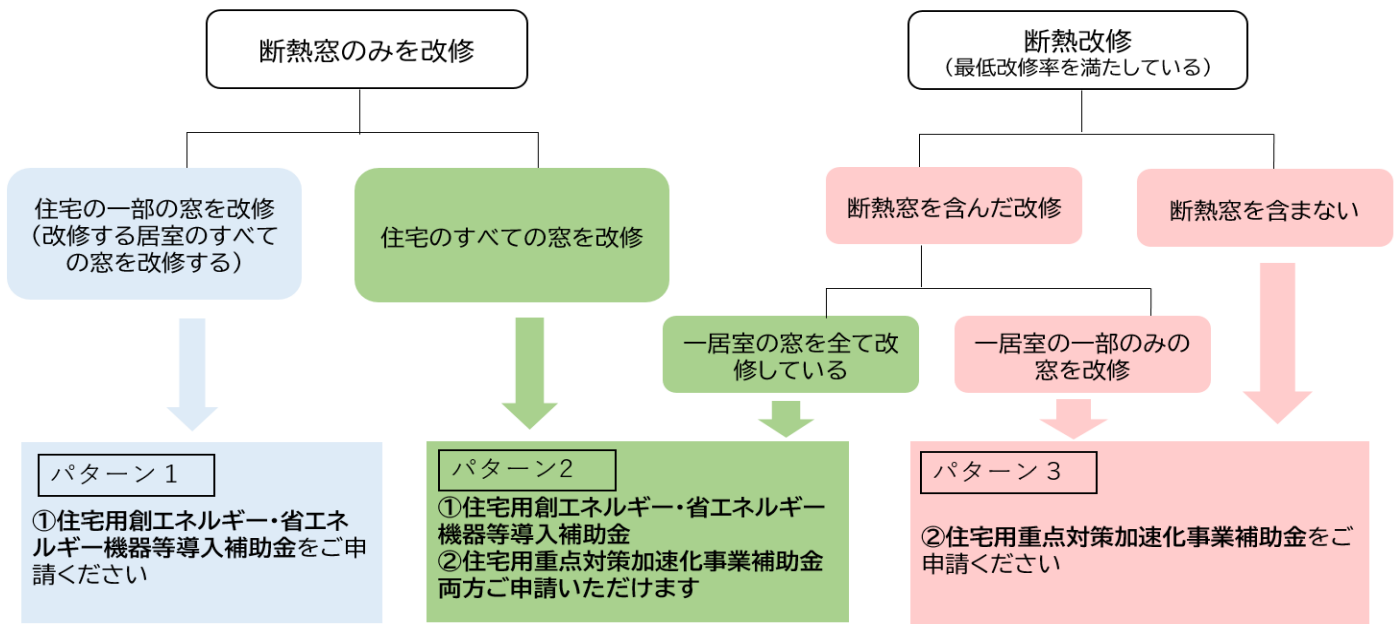 断熱窓のみを改修
断熱改修
（最低改修率を満たしている）
住宅の一部の窓を改修
（改修する居室のすべて
の窓を改修する）
住宅のすべての窓を改修
断熱窓を含んだ改修
断熱窓を含まない
一居室の窓を全て改
修している
一居室の一部のみの
窓を改修
パターン１
①住宅用創エネルギー・省エネ
ルギー機器等導入補助金をご申
請ください
パターン2
①住宅用創エネルギー・省エネルギー
機器等導入補助金
②住宅用重点対策加速化事業補助金
両方ご申請いただけます
パターン３
②住宅用重点対策加速化事業補助金をご
申請ください